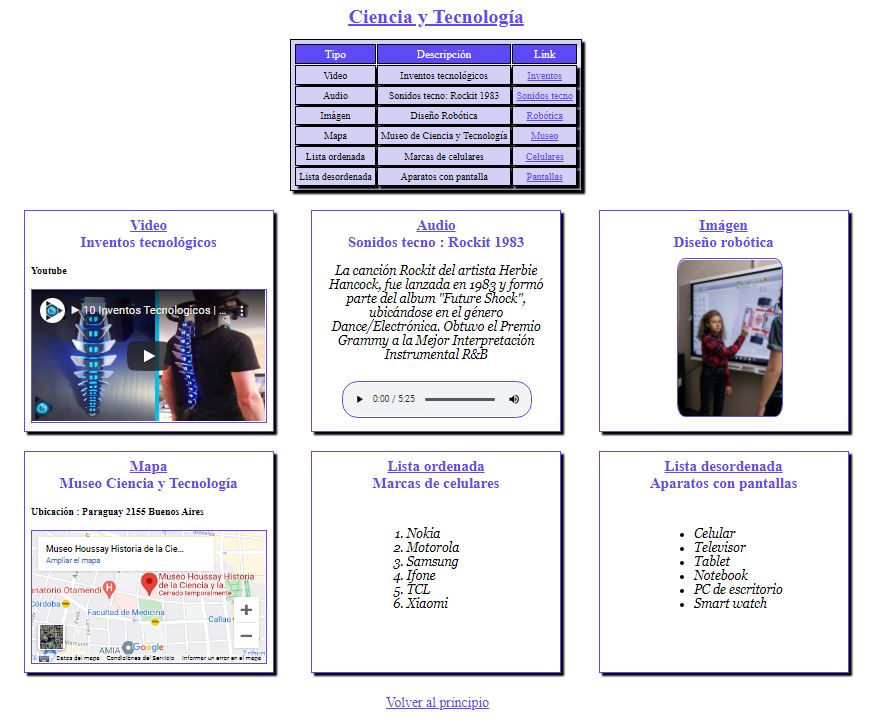 Ciencia y Tecnología
Tipo Descripción Link
Video Inventos tecnológicos Inventos
Audio Sonidos tecno: Rockit 1983 Sonidos tecno
Imágen Diseño Robótica Robótica
Mapa Museo de Ciencia y Tecnología Museo
Lista ordenada Marcas de celulares Celulares
Lista desordenada Aparatos con pantalla Pantallas
Video
Inventos tecnológicos
Youtube
10 Inventos Tecnologicos | ...
Audio
Sonidos tecno : Rockit 1983
La canción Rockit del artista Herbie
Hancock, fue lanzada en 1983 y formó
parte del album "Future Shock",
ubicándose en el género
Dance/Electrónica. Obtuvo el Premio
Grammy a la Mejor Interpretación
Instrumental R&B
0:00 / 5:25
Imágen
Diseño robótica
Mapa
Museo Ciencia y Tecnología
Ubicación : Paraguay 2155 Buenos Aires
Museo Houssay Historia de la Cie...
Ampliar el mapa
Museo Houssay Historia
de la Ciencia y la...
Cerrado temporalmente
anatorio Otamendi
Córdoba
Facultad de Medicina
Callao
Viamonte
AMIA
Tribun
Google
Datos del mapa Condiciones del Servicio Informar un error en el mapa
Lista ordenada
Marcas de celulares
1. Nokia
2. Motorola
3. Samsung
4. Ifone
5. TCL
6. Xiaomi
Lista desordenada
Aparatos con pantallas
• Celular
• Televisor
• Tablet
• Notebook
• PC de escritorio
• Smart watch
Volver al principio